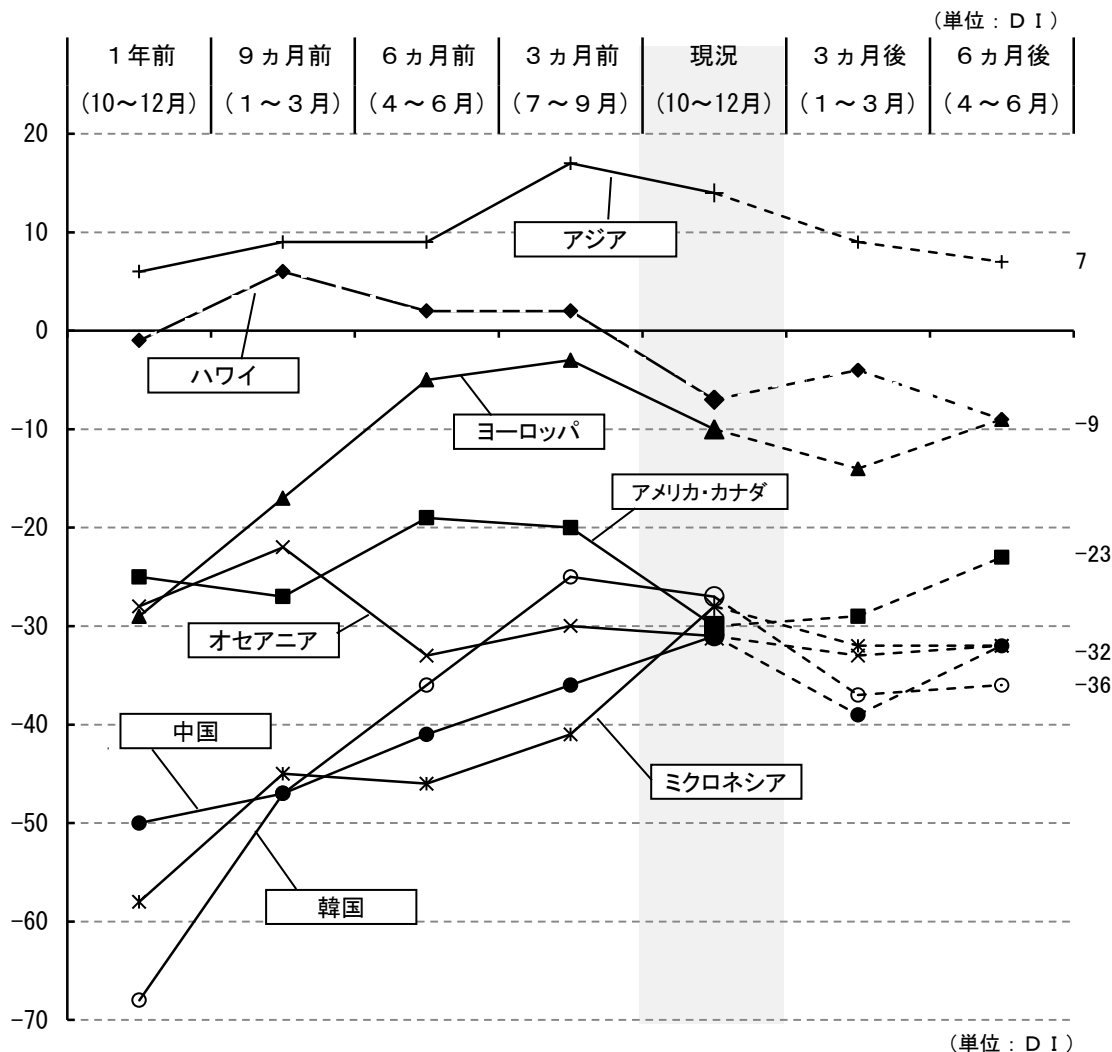 （単位：ＤＩ）
１年前 ９ヵ月前 ６ヵ月前 ３ヵ月前 現況 ３ヵ月後 ６ヵ月後
（10～12月） （１～３月） （４～６月） （７～９月） （10～12月） （１～３月） （４～６月）
20
アジア
10
7
0
ハワイ
ヨーロッパ
-9
-10
アメリカ・カナダ
-20
-23
-30
オセアニア
-32
-36
-40
中国
ミクロネシア
-50
韓国
-60
-70
（単位：ＤＩ）